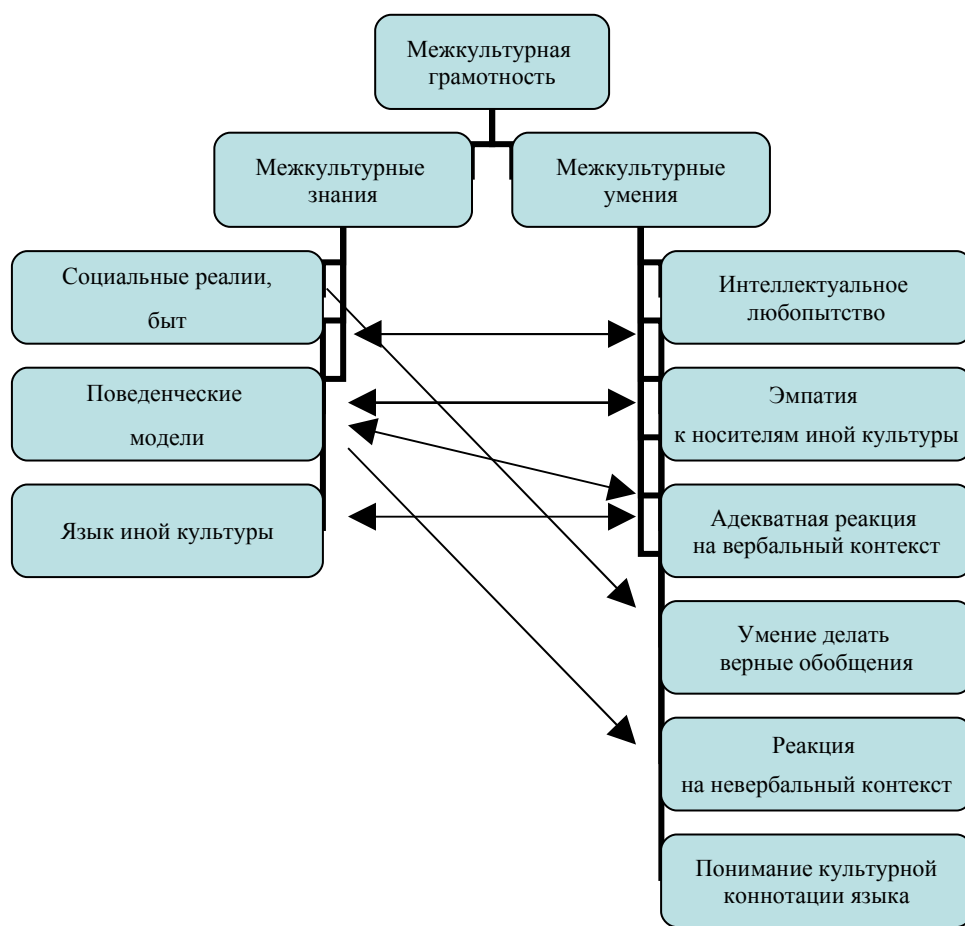 Межкультурная
грамотность
Межкультурные
знания
Межкультурные
умения
Социальные реалии,
быт
Поведенческие
модели
Язык иной культуры
Интеллектуальное
любопытство
Эмпатия
к носителям иной культуры
Адекватная реакция
на вербальный контекст
Умение делать
верные обобщения
Реакция
на невербальный контекст
Понимание культурной
коннотации языка